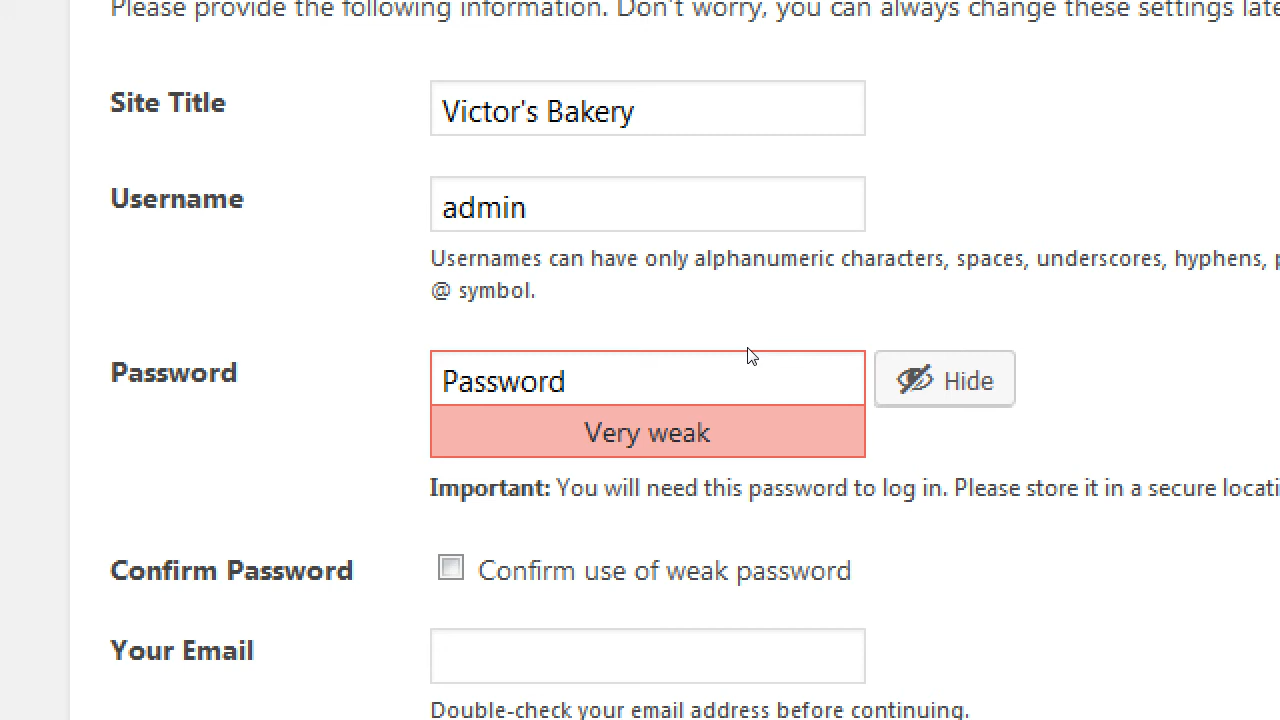 Please provide the following information. Don't worry, you can always change these settings late
Site Title
Victor's Bakery
Username
admin
Usernames can have only alphanumeric characters, spaces, underscores, hyphens,
@ symbol.
Password
Password
Hide
Very weak
Important: You will need this password to log in. Please store it in a secure locati
Confirm Password
Confirm use of weak password
Your Email
Double-check your email address before continuing.